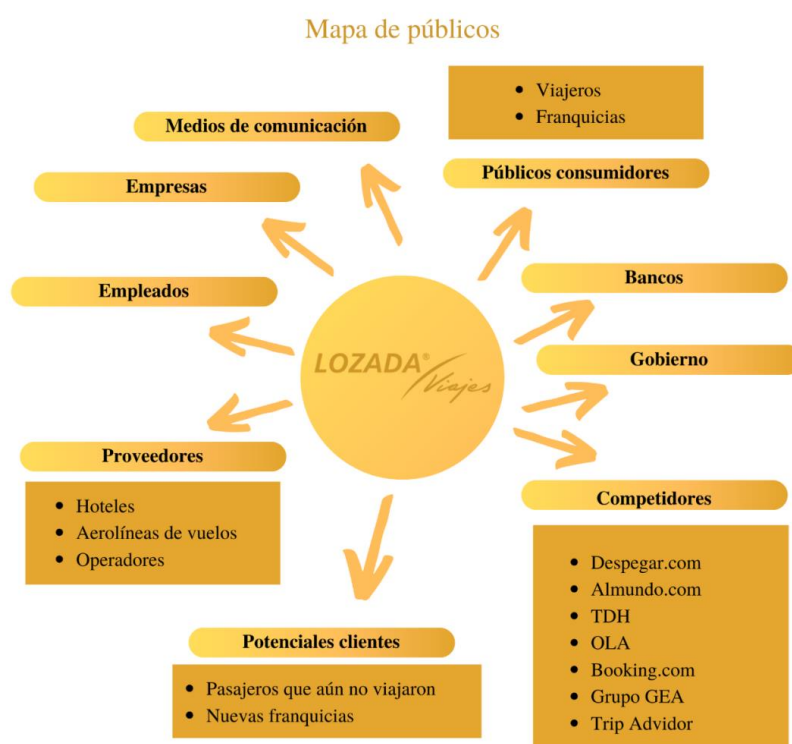 Mapa de públicos
• Viajeros
• Franquicias
Medios de comunicación
Públicos consumidores
Empresas
Bancos
Empleados
Gobierno
LOZADA®
Viajes
Proveedores
• Hoteles
• Aerolíneas de vuelos
• Operadores
Competidores
• Despegar.com
• Almundo.com
• TDH
• OLA
• Booking.com
• Grupo GEA
• Trip Advidor
Potenciales clientes
• Pasajeros que aún no viajaron
• Nuevas franquicias